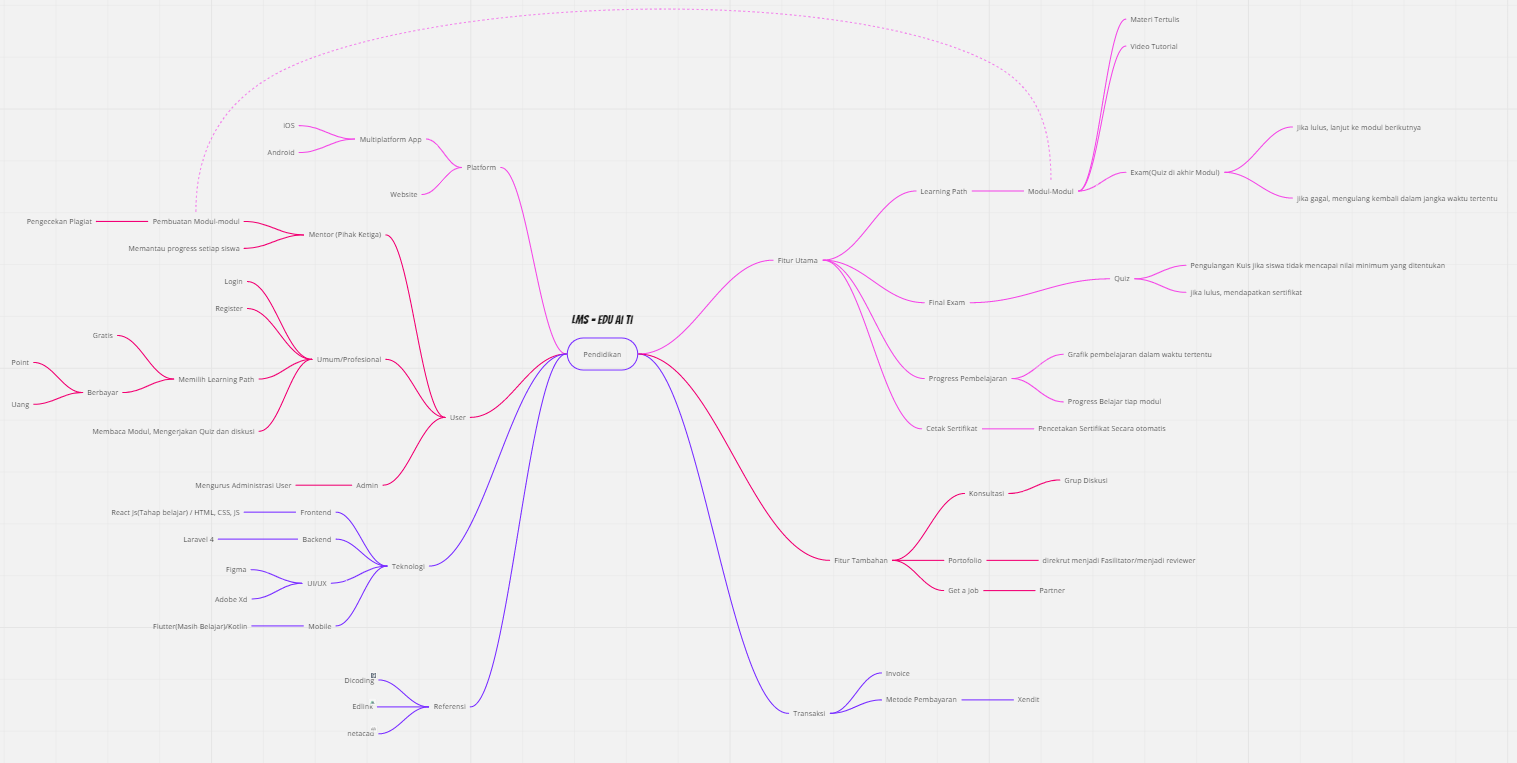 LMS - EDU AI TI
Pendidikan
Platform
Multiplatform App
iOS
Android
Website
User
Mentor (Pihak Ketiga)
Pembuatan Modul-modul
Pengecekan Plagiat
Memantau progress setiap siswa
Umum/Profesional
Login
Register
Memilih Learning Path
Gratis
Berbayar
Point
Uang
Membaca Modul, Mengerjakan Quiz dan diskusi
Admin
Mengurus Administrasi User
Teknologi
Frontend
React Js(Tahap belajar) / HTML, CSS, JS
Backend
Laravel 4
UI/UX
Figma
Adobe Xd
Mobile
Flutter(Masih Belajar)/Kotlin
Referensi
Dicoding
Edlink
netacad
Fitur Utama
Learning Path
Modul-Modul
Materi Tertulis
Video Tutorial
Exam(Quiz di akhir Modul)
Jika lulus, lanjut ke modul berikutnya
Jika gagal, mengulang kembali dalam jangka waktu tertentu
Final Exam
Quiz
Pengulangan Kuis jika siswa tidak mencapai nilai minimum yang ditentukan
Jika lulus, mendapatkan sertifikat
Progress Pembelajaran
Grafik pembelajaran dalam waktu tertentu
Progress Belajar tiap modul
Cetak Sertifikat
Pencetakan Sertifikat Secara otomatis
Fitur Tambahan
Konsultasi
Grup Diskusi
Portofolio
direkrut menjadi Fasilitator/menjadi reviewer
Get a Job
Partner
Transaksi
Invoice
Metode Pembayaran
Xendit